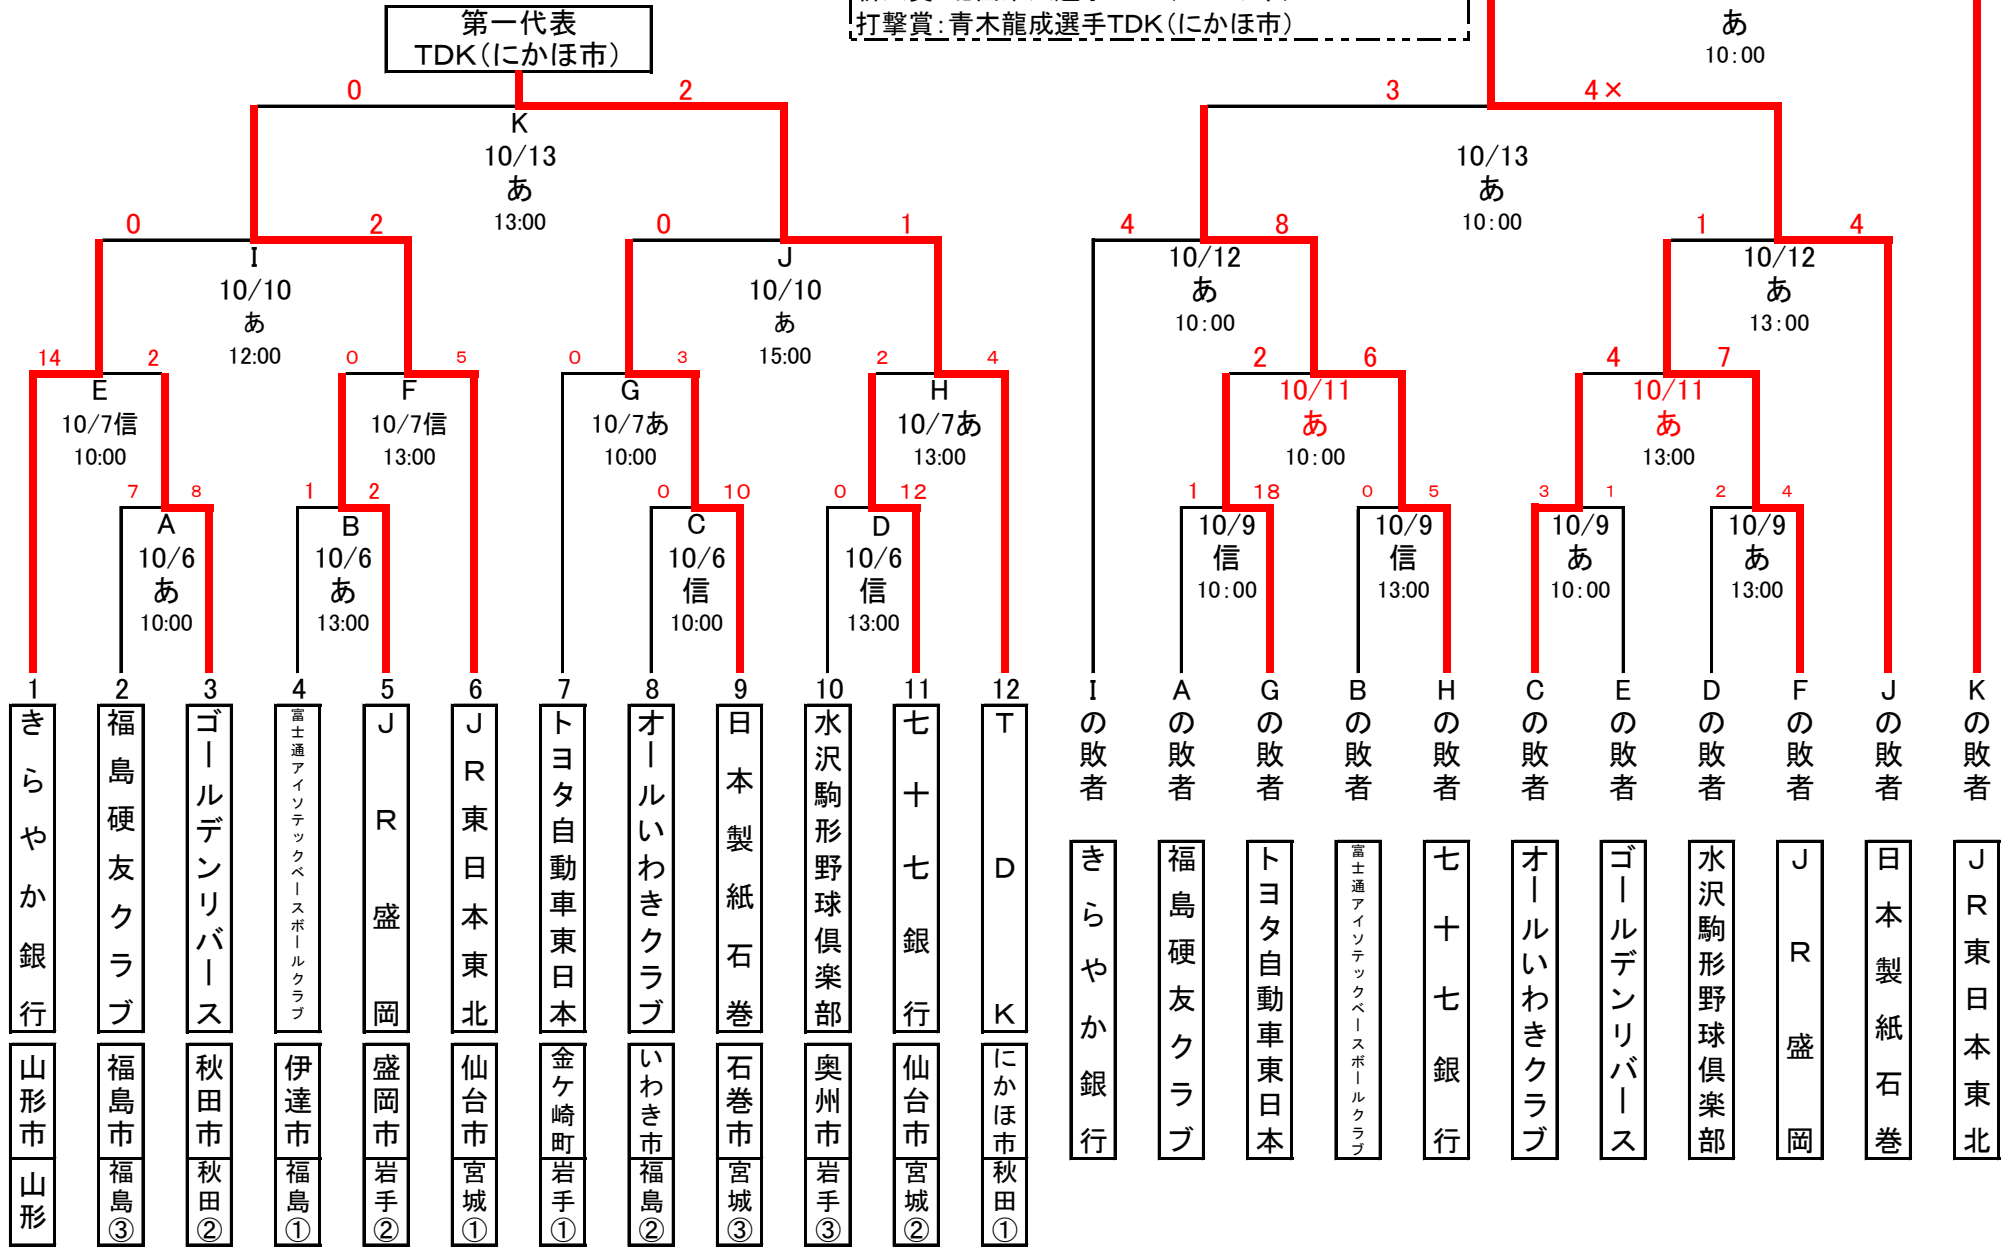 第一代表
TDK(にかほ市)
打撃賞:青木龍成選手TDK(にかほ市)
あ
10:00
0 2
K
10/13
あ
13:00
3 4×
10/13
あ
10:00
0 2
I
10/10
あ
12:00
0 1
J
10/10
あ
15:00
4 8
10/12
あ
10:00
1 4
10/12
あ
13:00
14 2
E
10/7信
10:00
0 5
F
10/7信
13:00
0 3
G
10/7あ
10:00
2 4
H
10/7あ
13:00
2 6
10/11
あ
10:00
4 7
10/11
あ
13:00
7 8
A
10/6
あ
10:00
1 2
B
10/6
あ
13:00
0 10
C
10/6
信
10:00
0 12
D
10/6
信
13:00
1 18
10/9
信
10:00
0 5
10/9
信
13:00
3 1
10/9
あ
10:00
2 4
10/9
あ
13:00
1
きらやか銀行
山形市
山形
2
福島硬友クラブ
福島市
福島③
3
ゴールデンリバース
秋田市
秋田②
4
富士通アイソテックベースボールクラブ
伊達市
福島①
5
JR盛岡
盛岡市
岩手②
6
JR東日本東北
仙台市
宮城①
7
トヨタ自動車東日本
金ケ崎町
岩手①
8
オールいわきクラブ
いわき市
福島②
9
日本製紙石巻
石巻市
宮城③
10
水沢駒形野球倶楽部
奥州市
岩手③
11
七十七銀行
仙台市
宮城②
12
TDK
にかほ市
秋田①
Iの敗者
きらやか銀行
Aの敗者
福島硬友クラブ
Gの敗者
トヨタ自動車東日本
Bの敗者
富士通アイソテックベースボールクラブ
Hの敗者
七十七銀行
Cの敗者
オールいわきクラブ
Eの敗者
ゴールデンリバース
Dの敗者
水沢駒形野球倶楽部
Fの敗者
JR盛岡
Jの敗者
日本製紙石巻
Kの敗者
JR東日本東北